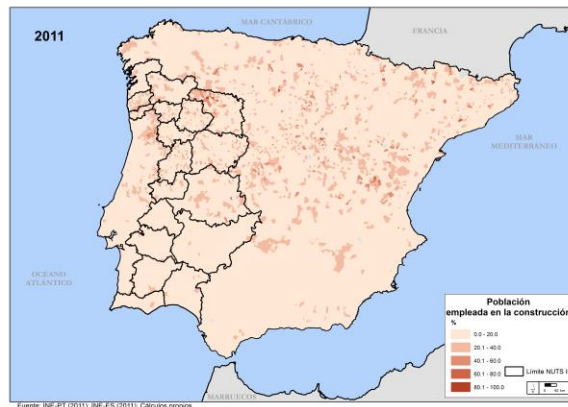 2011
MAR CANTÁBRICO
FRANCIA
MAR
MEDITERRÁNEO
OCÉANO
ATLÁNTICO
MARRUECOS
Población
empleada en la construcción
%
0.0 - 20.0
20.1 - 40.0
40.1 - 60.0
60.1 - 80.0
80.1 - 100.0
Límite NUTS
Fuente: INE-PT (2011); INE-ES (2011); Cálculos propios